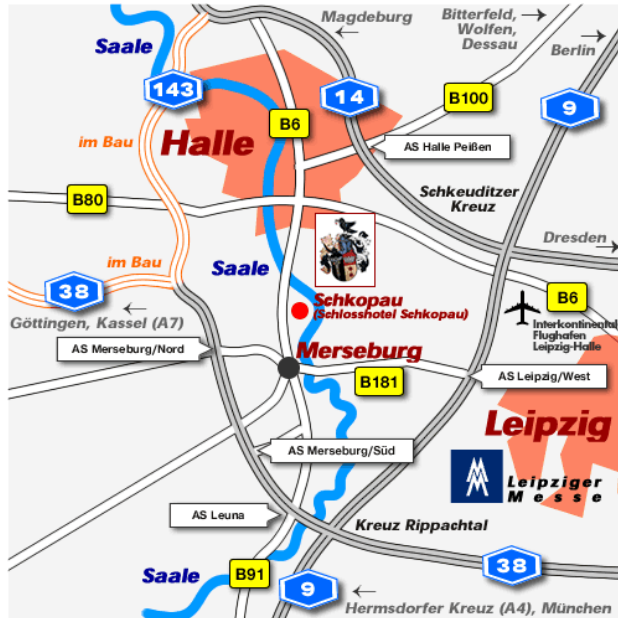 Saale
Magdeburg
Bitterfeld,
Wolfen,
Dessau
Berlin
143
14
B100
9
B6
im Bau
Halle
AS Halle Peißen
B80
Schkeuditzer
Kreuz
Dresden
im Bau
Saale
38
B6
Göttingen, Kassel (A7)
Schkopau
(Schlosshotel Schkopau)
Interkontinental
Flughafen
Leipzig-Halle
AS Merseburg/Nord
Merseburg
B181
AS Leipzig/West
Leipzig
AS Merseburg/Süd
Leipziger
Messe
AS Leuna
Kreuz Rippachtal
Saale
B91
9
38
Hermsdorfer Kreuz (A4), München